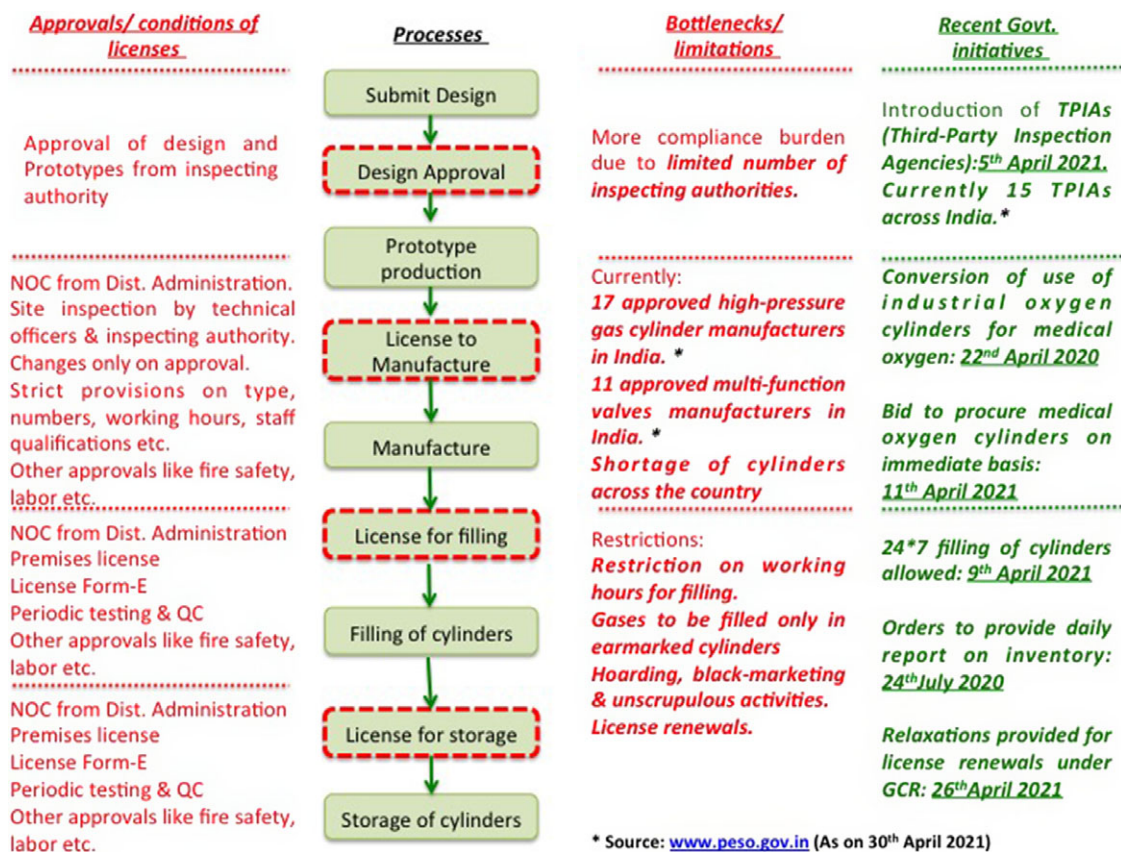 Approvals/ conditions of
licenses
Approval of design and
Prototypes from inspecting
authority
NOC from Dist. Administration.
Site inspection by technical
officers & inspecting authority.
Changes only on approval.
Strict provisions on type,
numbers, working hours, staff
qualifications etc.
Other approvals like fire safety,
labor etc.
NOC from Dist. Administration
Premises license
License Form-E
Periodic testing & QC
Other approvals like fire safety,
labor etc.
NOC from Dist. Administration
Premises license
License Form-E
Periodic testing & QC
Other approvals like fire safety,
labor etc.
Processes
Submit Design
Design Approval
Prototype
production
License to
Manufacture
Manufacture
License for filling
Filling of cylinders
License for storage
Storage of cylinders
Bottlenecks/
limitations
More compliance burden
due to limited number of
inspecting authorities.
Currently:
17 approved high-pressure
gas cylinder manufacturers
in India. *
11 approved multi-function
valves manufacturers in
India. *
Shortage of cylinders
across the country
Restrictions:
Restriction on working
hours for filling.
Gases to be filled only in
earmarked cylinders
Hoarding, black-marketing
& unscrupulous activities.
License renewals.
Recent Govt.
initiatives
Introduction of TPIAs
(Third-Party Inspection
Agencies):5th April 2021.
Currently 15 TPIAs
across India.*
Conversion of use of
industrial oxygen
cylinders for medical
oxygen: 22nd April 2020
Bid to procure medical
oxygen cylinders on
immediate basis:
11th April 2021
24*7 filling of cylinders
allowed: 9th April 2021
Orders to provide daily
report on inventory:
24thJuly 2020
Relaxations provided for
license renewals under
GCR: 26thApril 2021
* Source: www.peso.gov.in (As on 30th April 2021)